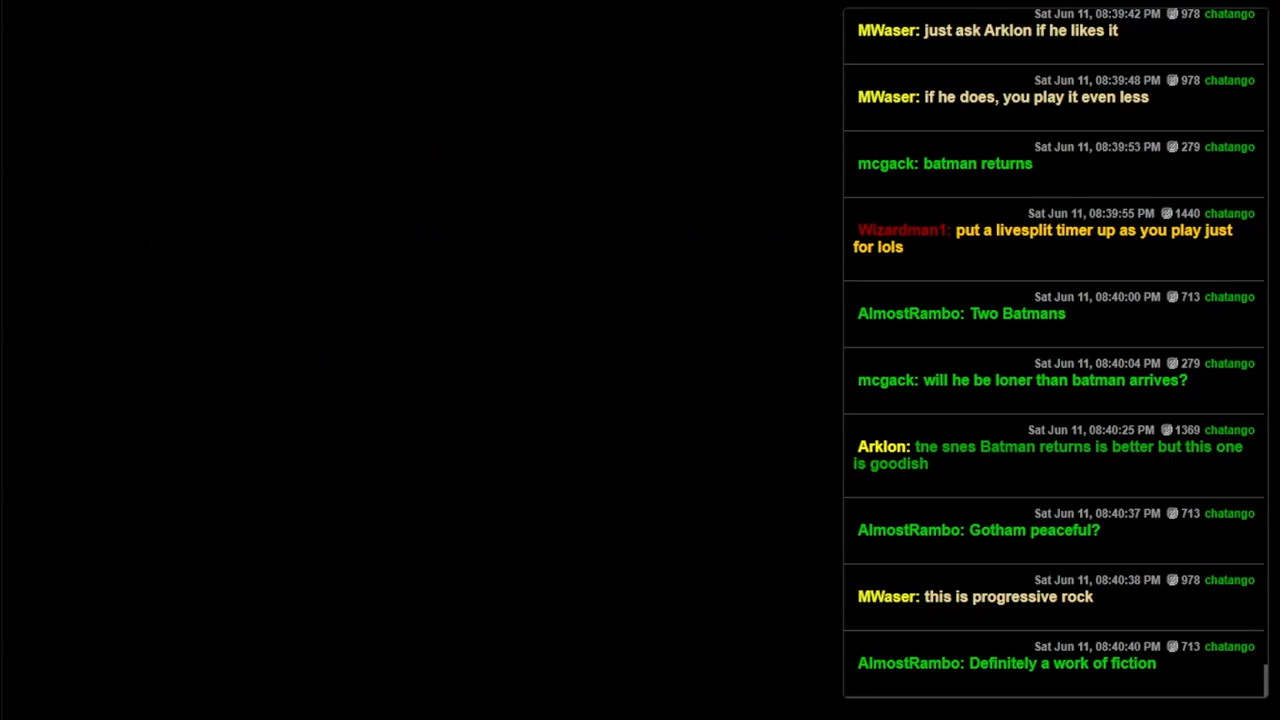 Sat Jun 11, 08:39:42 PM 978 chatango
MWaser: just ask Arklon if he likes it
Sat Jun 11, 08:39:48 PM 978 chatango
MWaser: if he does, you play it even less
Sat Jun 11, 08:39:53 PM 279 chatango
mcgack: batman returns
Sat Jun 11, 08:39:55 PM 1440 chatango
Wizardman1: put a livesplit timer up as you play just
for lols
Sat Jun 11, 08:40:00 PM 713 chatango
AlmostRambo: Two Batmans
Sat Jun 11, 08:40:04 PM 279 chatango
mcgack: will he be loner than batman arrives?
Sat Jun 11, 08:40:25 PM 1369 chatango
Arklon: tne snes Batman returns is better but this one
is goodish
Sat Jun 11, 08:40:37 PM 713 chatango
AlmostRambo: Gotham peaceful?
Sat Jun 11, 08:40:38 PM 978 chatango
MWaser: this is progressive rock
Sat Jun 11, 08:40:40 PM 713 chatango
AlmostRambo: Definitely a work of fiction